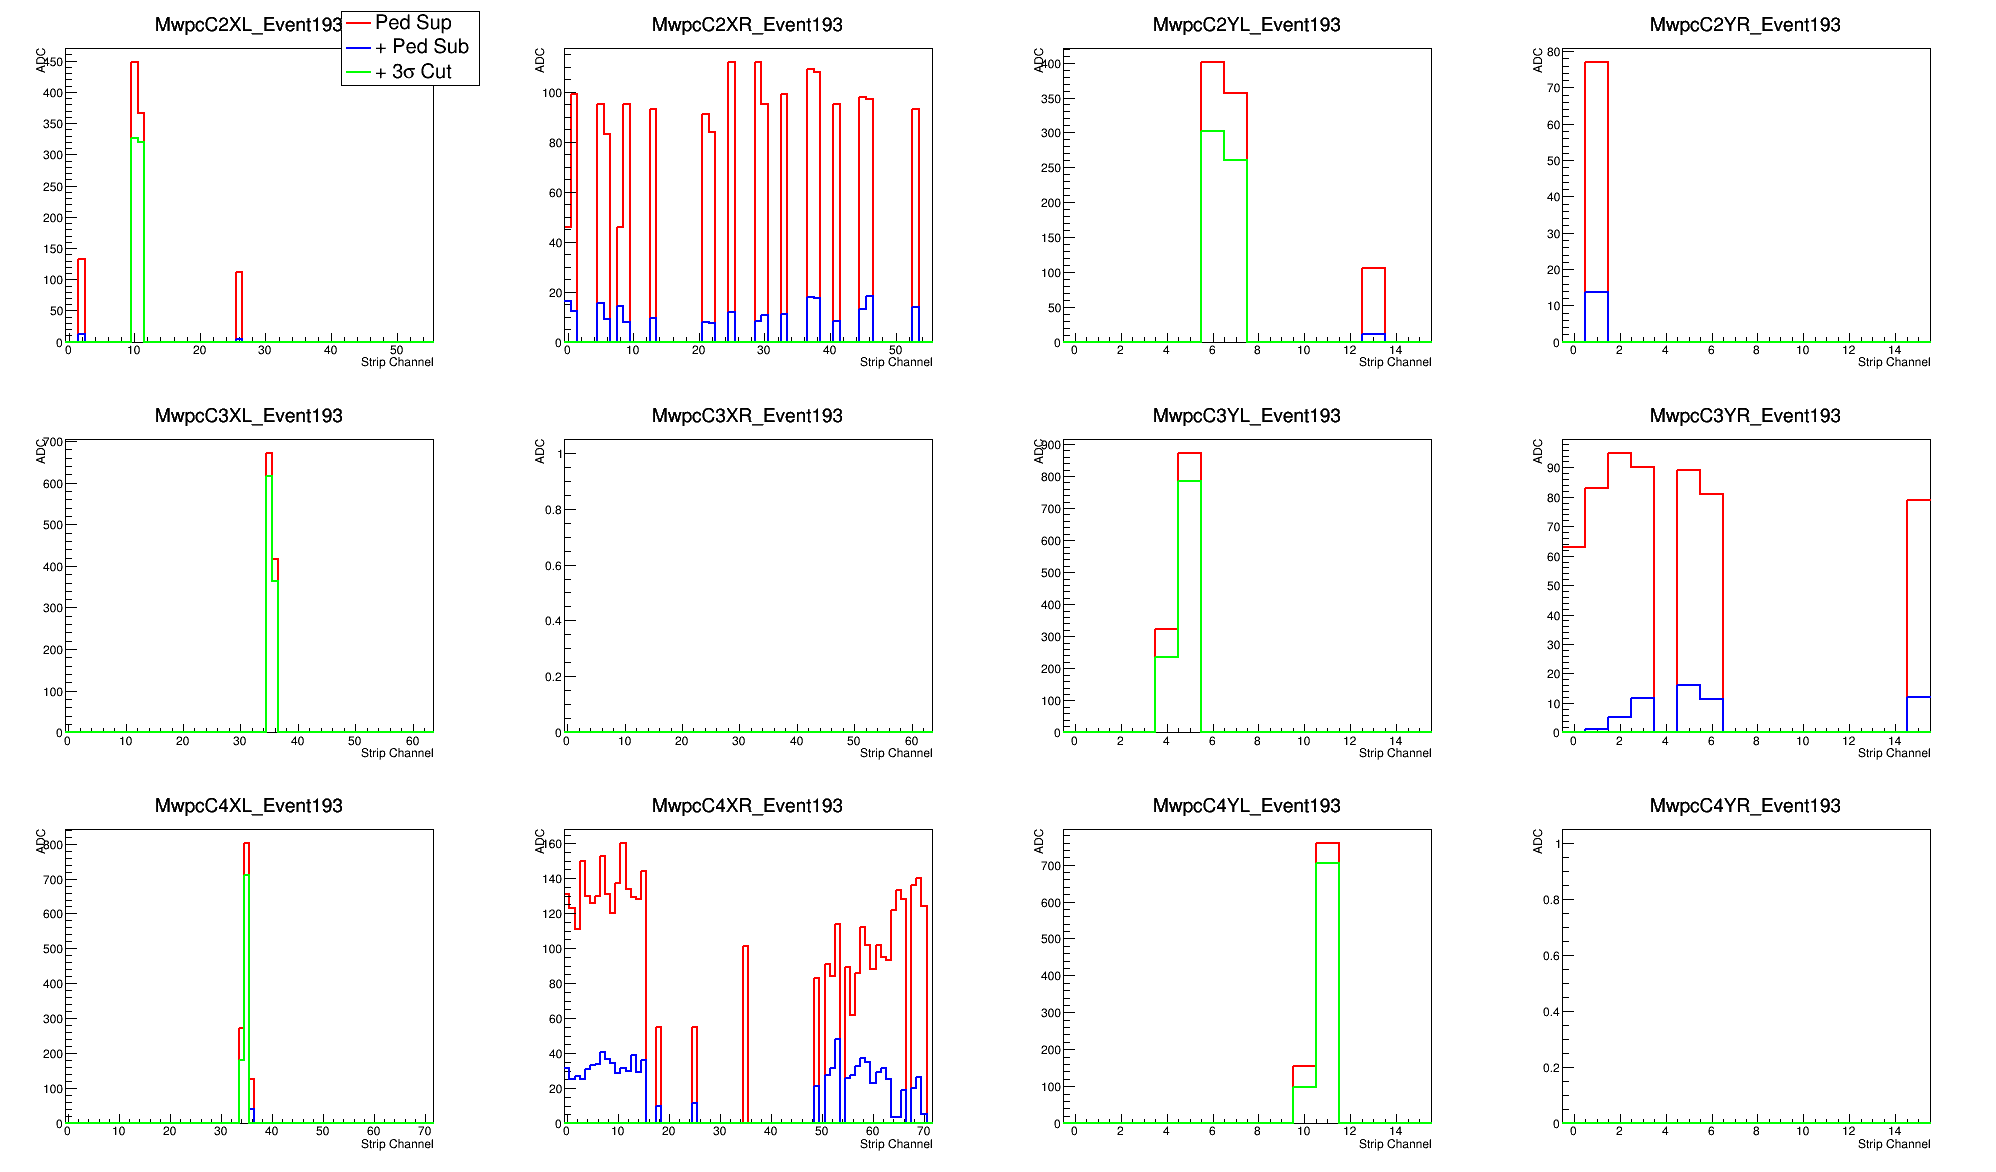 MwpcC2XL_Event193
Ped Sup
+ Ped Sub
+ 3σ Cut
ADC
450
400
350
300
250
200
150
100
50
0
0 10 20 30 40 50
Strip Channel
MwpcC2XR_Event193
ADC
100
80
60
40
20
0
0 10 20 30 40 50
Strip Channel
MwpcC2YL_Event193
ADC
400
350
300
250
200
150
100
50
0
0 2 4 6 8 10 12 14
Strip Channel
MwpcC2YR_Event193
ADC
80
70
60
50
40
30
20
10
0
0 2 4 6 8 10 12 14
Strip Channel
MwpcC3XL_Event193
ADC
700
600
500
400
300
200
100
0
0 10 20 30 40 50 60
Strip Channel
MwpcC3XR_Event193
ADC
1
0.8
0.6
0.4
0.2
0
0 10 20 30 40 50 60
Strip Channel
MwpcC3YL_Event193
ADC
900
800
700
600
500
400
300
200
100
0
0 2 4 6 8 10 12 14
Strip Channel
MwpcC3YR_Event193
ADC
90
80
70
60
50
40
30
20
10
0
0 2 4 6 8 10 12 14
Strip Channel
MwpcC4XL_Event193
ADC
800
700
600
500
400
300
200
100
0
0 10 20 30 40 50 60 70
Strip Channel
MwpcC4XR_Event193
ADC
160
140
120
100
80
60
40
20
0
0 10 20 30 40 50 60 70
Strip Channel
MwpcC4YL_Event193
ADC
700
600
500
400
300
200
100
0
0 2 4 6 8 10 12 14
Strip Channel
MwpcC4YR_Event193
ADC
1
0.8
0.6
0.4
0.2
0
0 2 4 6 8 10 12 14
Strip Channel